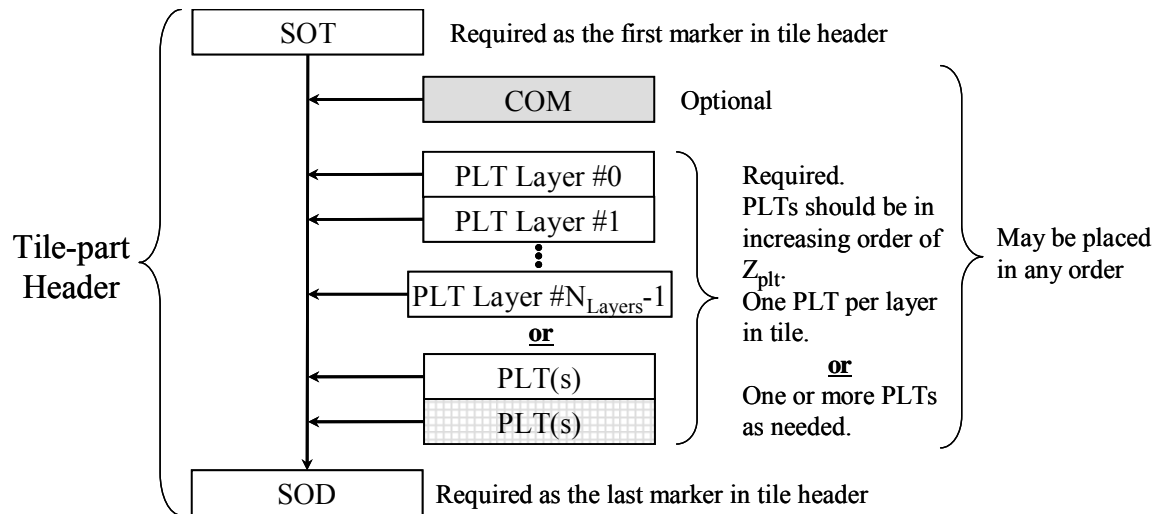 SOT
Required as the first marker in tile header
COM
Optional
PLT Layer #0
PLT Layer #1
PLT Layer #N_Layers-1
or
PLT(s)
PLT(s)
Required.
PLTs should be in
increasing order of
Z_plt.
One PLT per layer
in tile.
or
One or more PLTs
as needed.
May be placed
in any order
Tile-part
Header
SOD
Required as the last marker in tile header